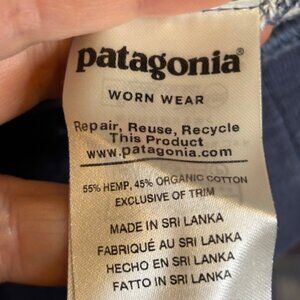 patagonia®
WORN WEAR
Repair, Reuse, Recycle
This Product
www.patagonia.com
55% HEMP, 45% ORGANIC COTTON
EXCLUSIVE OF TRIM
MADE IN SRI LANKA
FABRIQUÉ AU SRI LANKA
HECHO EN SRI LANKA
FATTO IN SRI LANKA